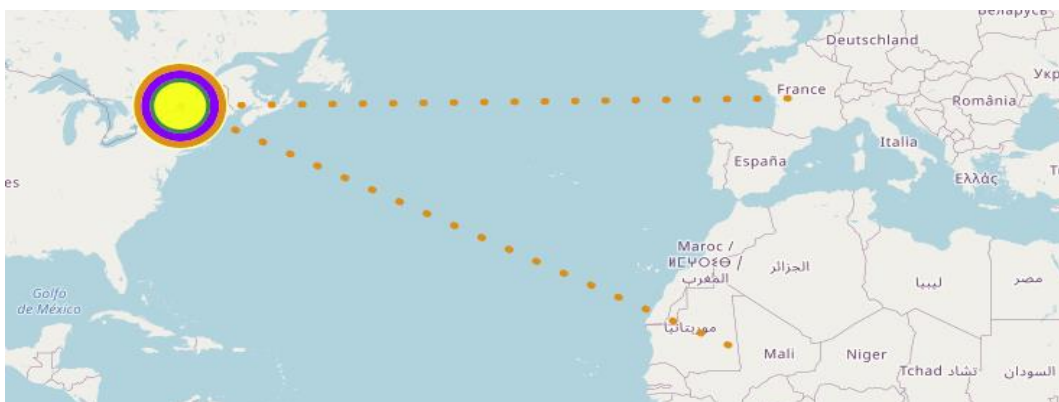 Беларусь
Deutschland
Укр
France
România
Italia
España
Ελλάς
Tü
es
Maroc /
ⵍⵎⵖⵔⵉⴱ /
المغرب
الجزائر
ليبيا
مصر
Golfo
de México
موريتانيا
Mali
Niger
Tchad تشاد
السودان